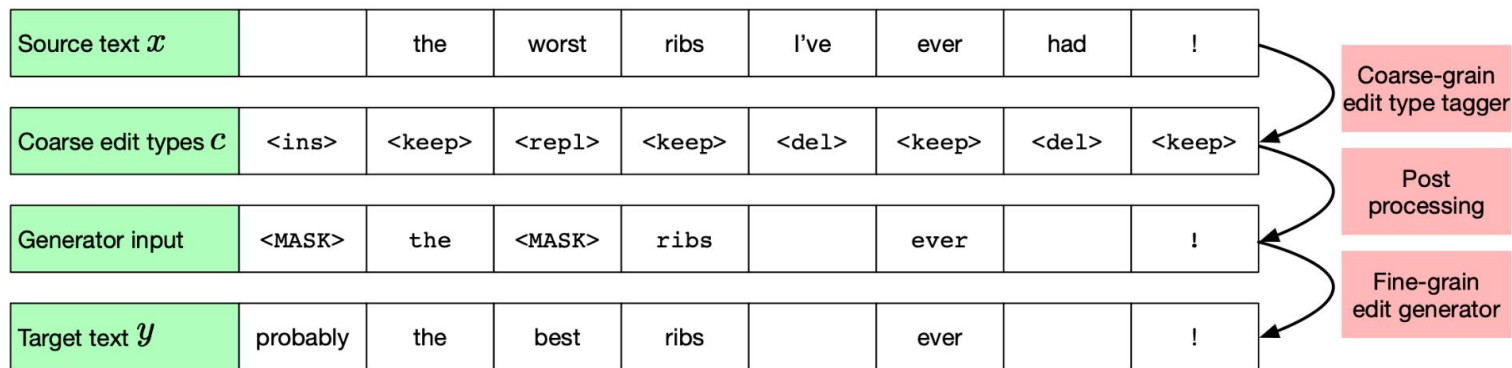 Source text x the worst ribs I've ever had !
Coarse-grain
edit type tagger
Coarse edit types c <ins> <keep> <repl> <keep> <del> <keep> <del> <keep>
Post
processing
Generator input <MASK> the <MASK> ribs ever !
Fine-grain
edit generator
Target text y probably the best ribs ever !